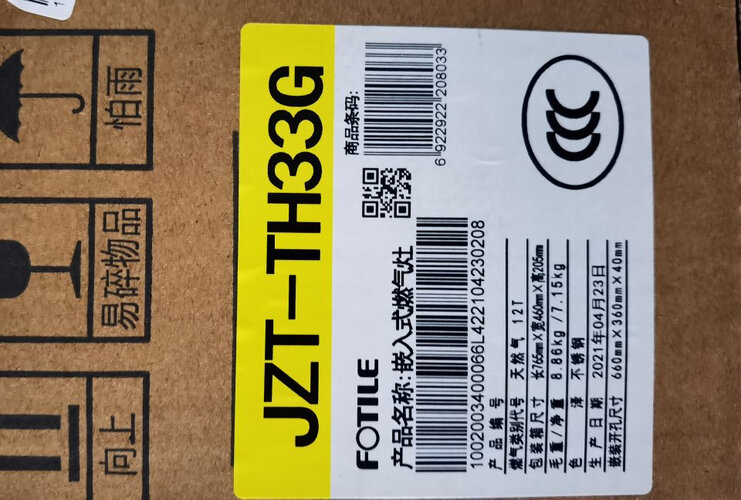 怕雨
易碎物品
向上
JZT-TH33G
FOTILE
产品名称:嵌入式燃气灶
商品条码:
6 922922 208033
1002003400066L422104230208
产品编号
燃气类别代号 天然气 12T
包装箱尺寸 长765mm×宽460mm×高205mm
毛重/净重 8.86kg/7.15kg
色泽 不锈钢
生产日期 2021年04月23日
嵌装开孔尺寸 660mm×360mm×40mm
CCC